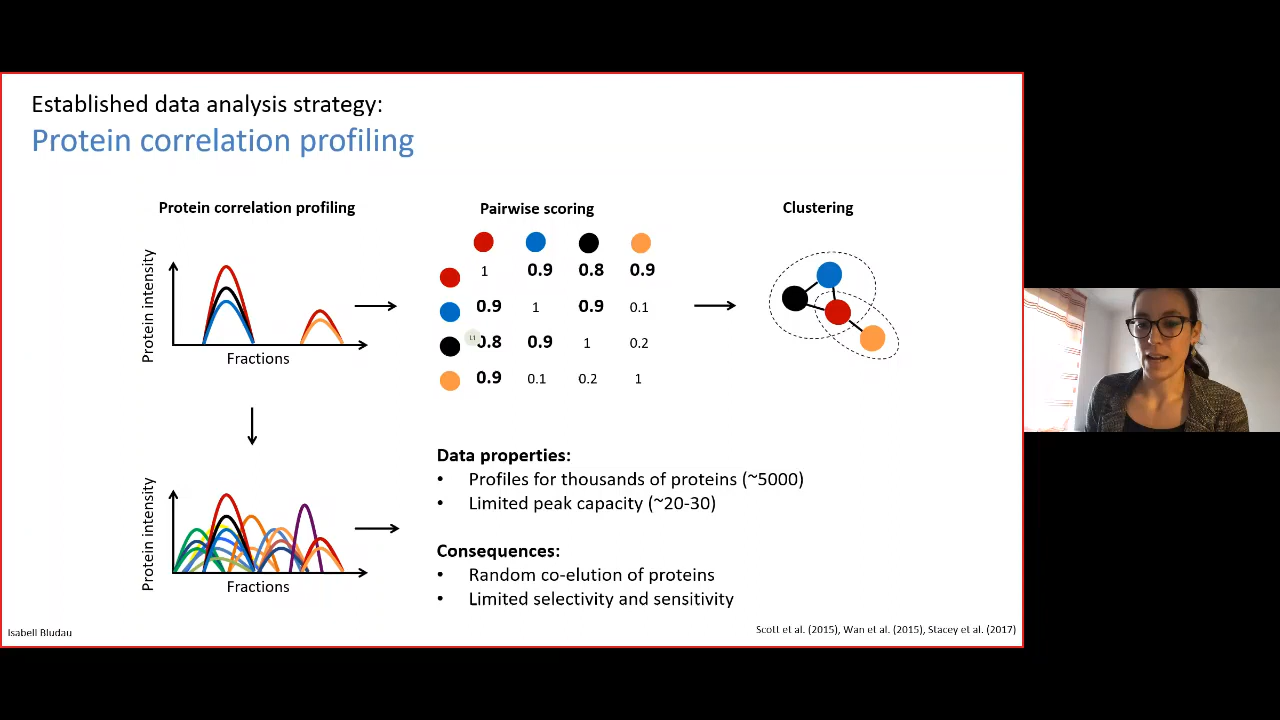 Established data analysis strategy:
Protein correlation profiling
Protein correlation profiling
Protein intensity
Fractions
Pairwise scoring
1 0.9 0.8 0.9
0.9 1 0.9 0.1
0.8 0.9 1 0.2
0.9 0.1 0.2 1
Clustering
Protein intensity
Fractions
Data properties:
• Profiles for thousands of proteins (~5000)
• Limited peak capacity (~20-30)
Consequences:
• Random co-elution of proteins
• Limited selectivity and sensitivity
Isabell Bludau
Scott et al. (2015), Wan et al. (2015), Stacey et al. (2017)